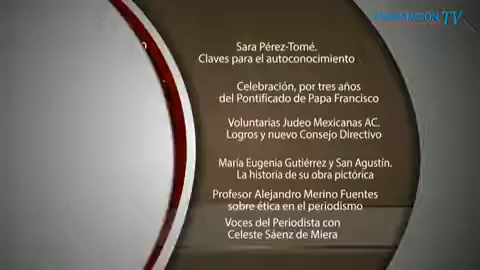 TV
Sara Pérez-Tomé.
Claves para el autoconocimiento
Celebración, por tres años
del Pontificado de Papa Francisco
Voluntarias Judeo Mexicanas AC.
Logros y nuevo Consejo Directivo
María Eugenia Gutiérrez y San Agustín.
La historia de su obra pictórica
Profesor Alejandro Merino Fuentes
sobre ética en el periodismo
Voces del Periodista con
Celeste Sáenz de Miera